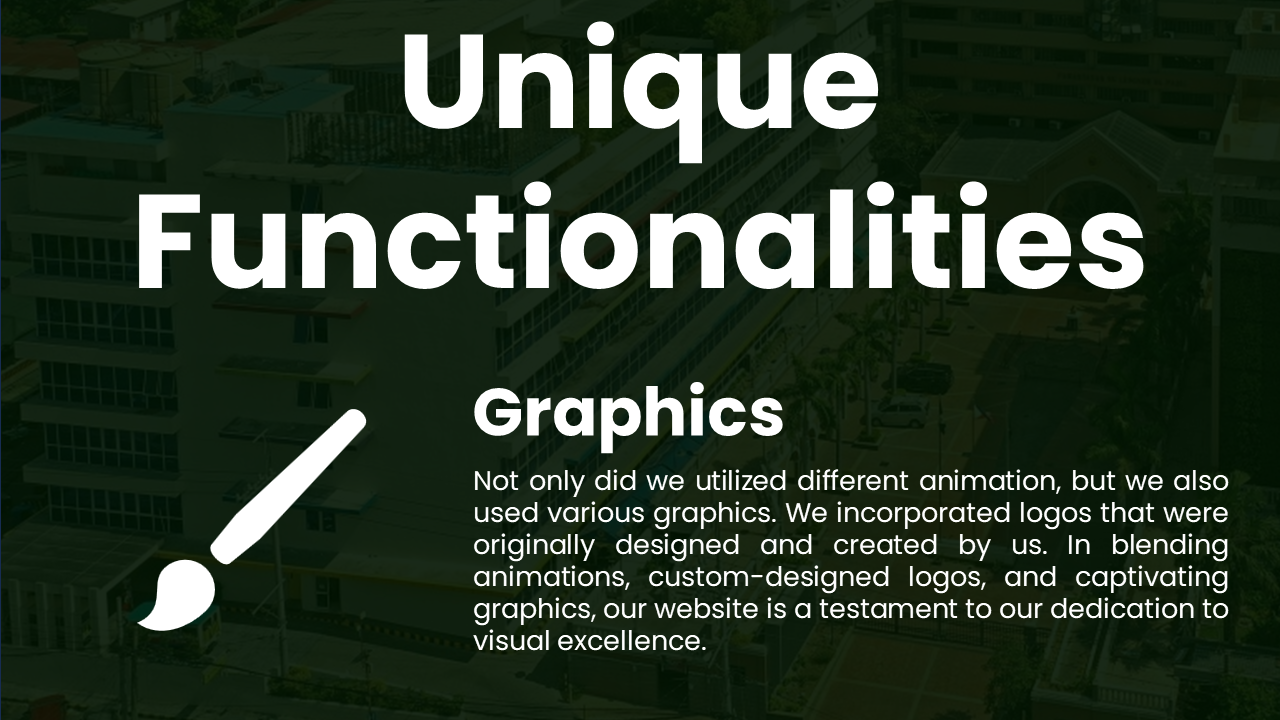 Unique
Functionalities
Graphics
Not only did we utilized different animation, but we also
used various graphics. We incorporated logos that were
originally designed and created by us. In blending
animations, custom-designed logos, and captivating
graphics, our website is a testament to our dedication to
visual excellence.